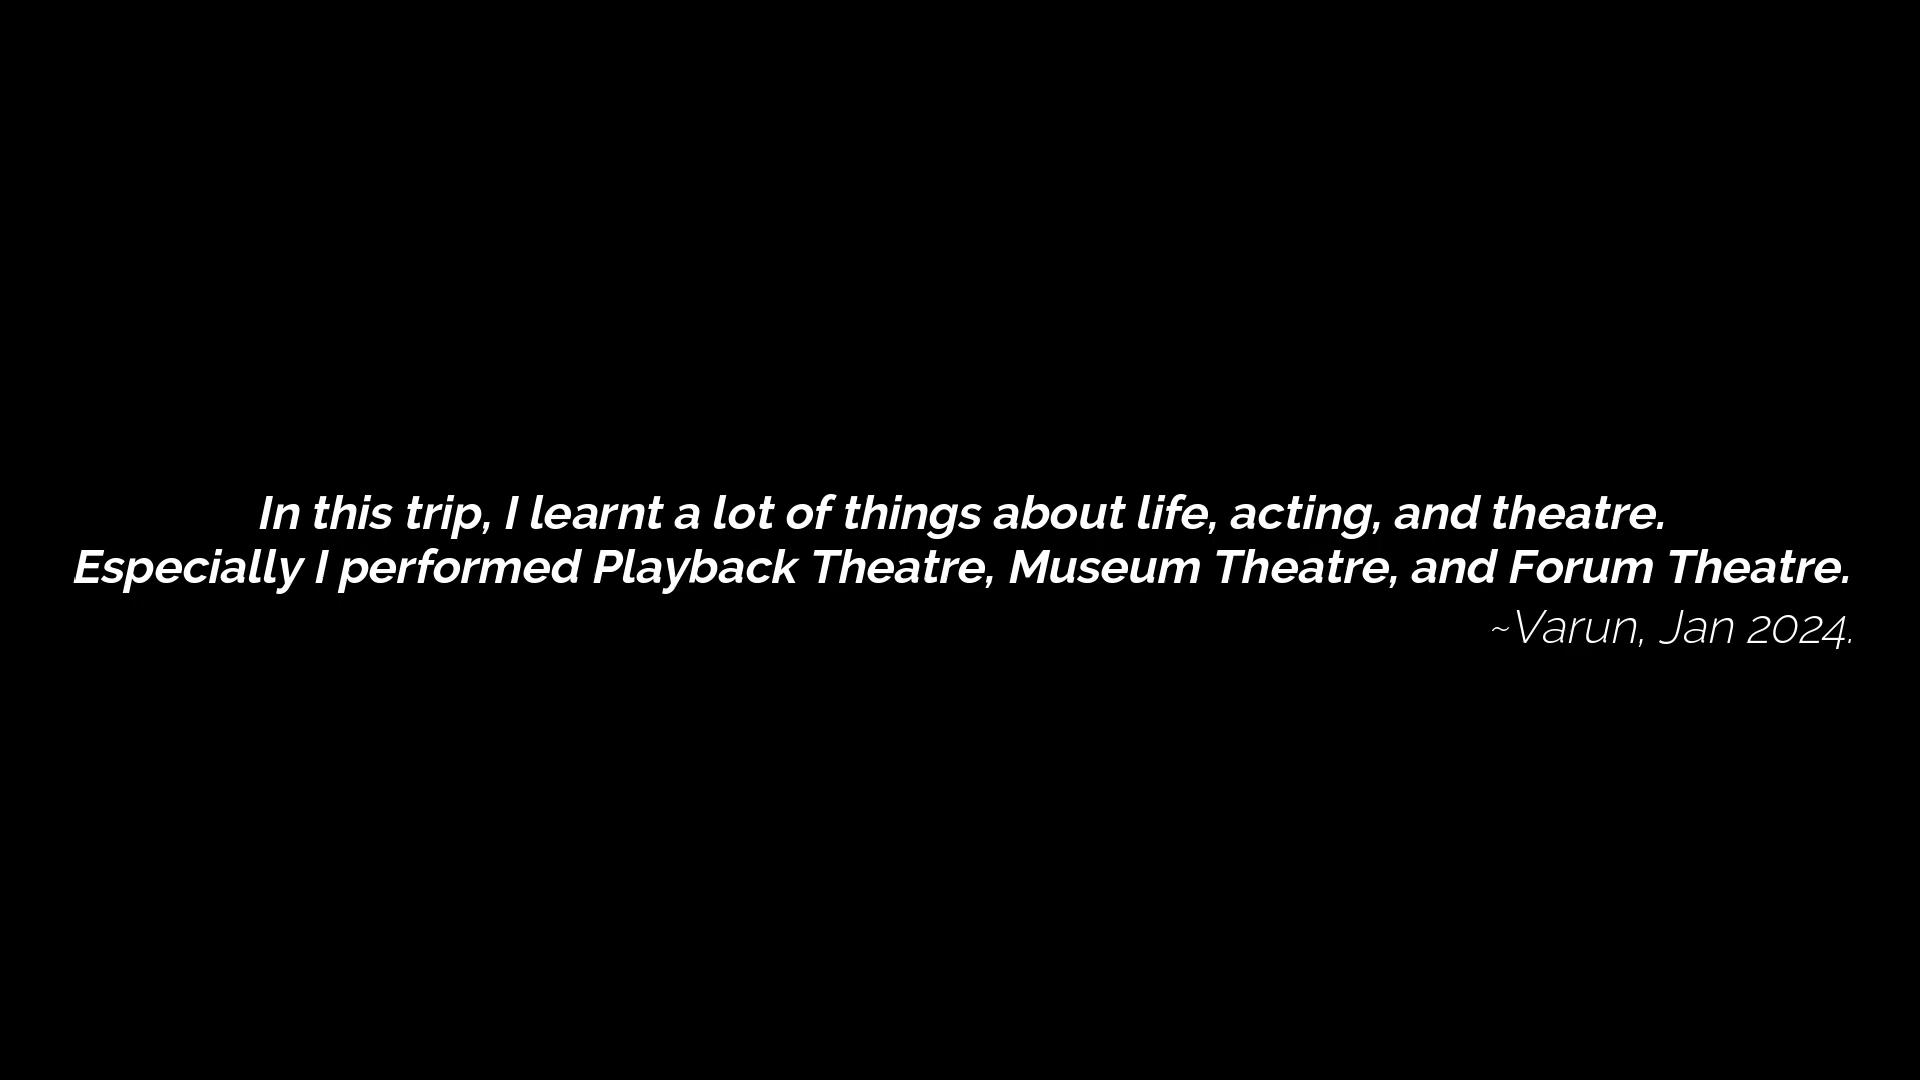 In this trip, I learnt a lot of things about life, acting, and theatre.
Especially I performed Playback Theatre, Museum Theatre, and Forum Theatre.
~Varun, Jan 2024.